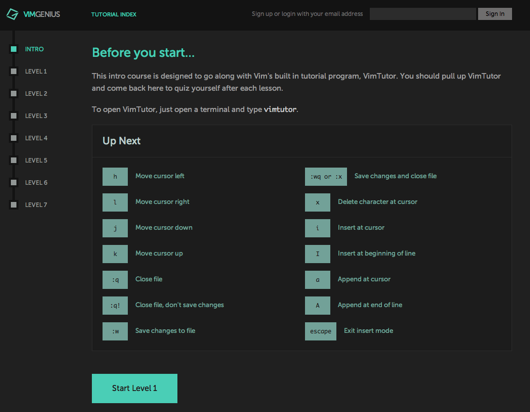 VIMGENIUS
TUTORIAL INDEX
Sign up or login with your email address
Sign in
INTRO
LEVEL 1
LEVEL 2
LEVEL 3
LEVEL 4
LEVEL 5
LEVEL 6
LEVEL 7
Before you start...
This intro course is designed to go along with Vim's built in tutorial program, VimTutor. You should pull up VimTutor
and come back here to quiz yourself after each lesson.
To open VimTutor, just open a terminal and type vimtutor.
Up Next
h Move cursor left
l Move cursor right
j Move cursor down
k Move cursor up
:q Close file
:q! Close file, don't save changes
:w Save changes to file
:wq or :x Save changes and close file
x Delete character at cursor
i Insert at cursor
I Insert at beginning of line
a Append at cursor
A Append at end of line
escape Exit insert mode
Start Level 1